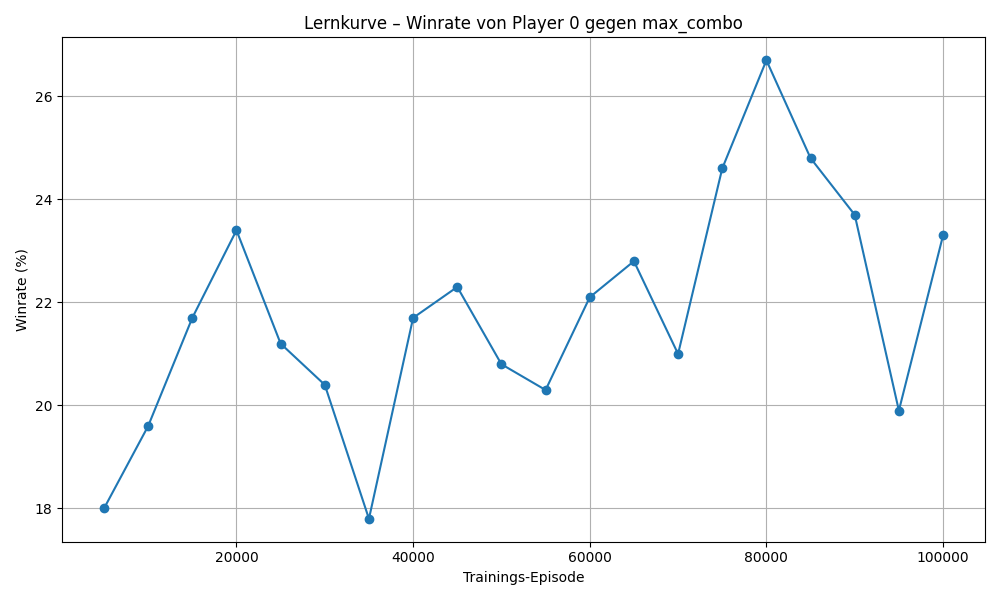 Lernkurve – Winrate von Player 0 gegen max_combo
Winrate (%)
26
24
22
20
18
20000 40000 60000 80000 100000
Trainings-Episode